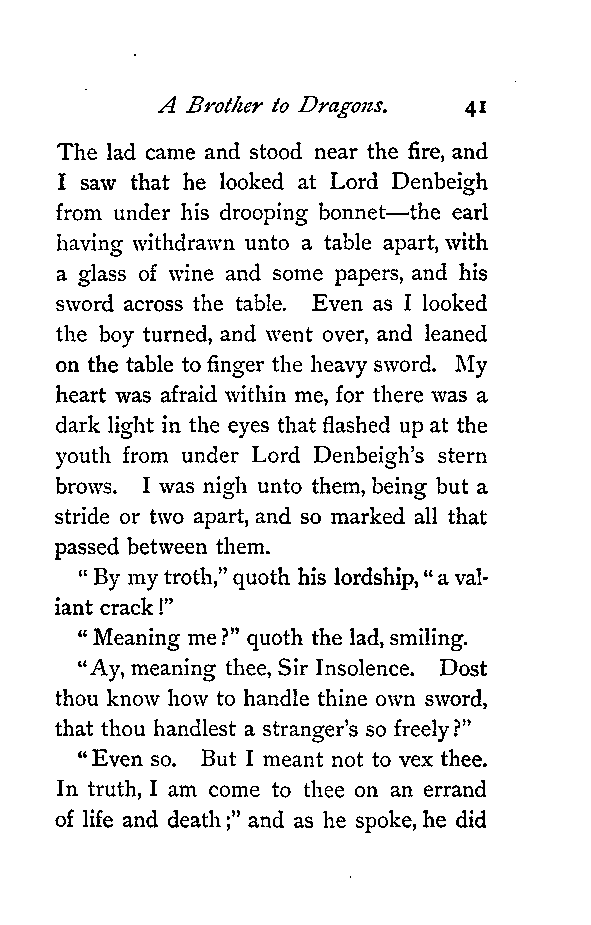 A Brother to Dragons. 41
The lad came and stood near the fire, and
I saw that he looked at Lord Denbeigh
from under his drooping bonnet—the earl
having withdrawn unto a table apart, with
a glass of wine and some papers, and his
sword across the table. Even as I looked
the boy turned, and went over, and leaned
on the table to finger the heavy sword. My
heart was afraid within me, for there was a
dark light in the eyes that flashed up at the
youth from under Lord Denbeigh's stern
brows. I was nigh unto them, being but a
stride or two apart, and so marked all that
passed between them.
“By my troth,” quoth his lordship, “a val-
iant crack!”
“Meaning me?” quoth the lad, smiling.
“Ay, meaning thee, Sir Insolence. Dost
thou know how to handle thine own sword,
that thou handlest a stranger's so freely?”
“Even so. But I meant not to vex thee.
In truth, I am come to thee on an errand
of life and death;” and as he spoke, he did